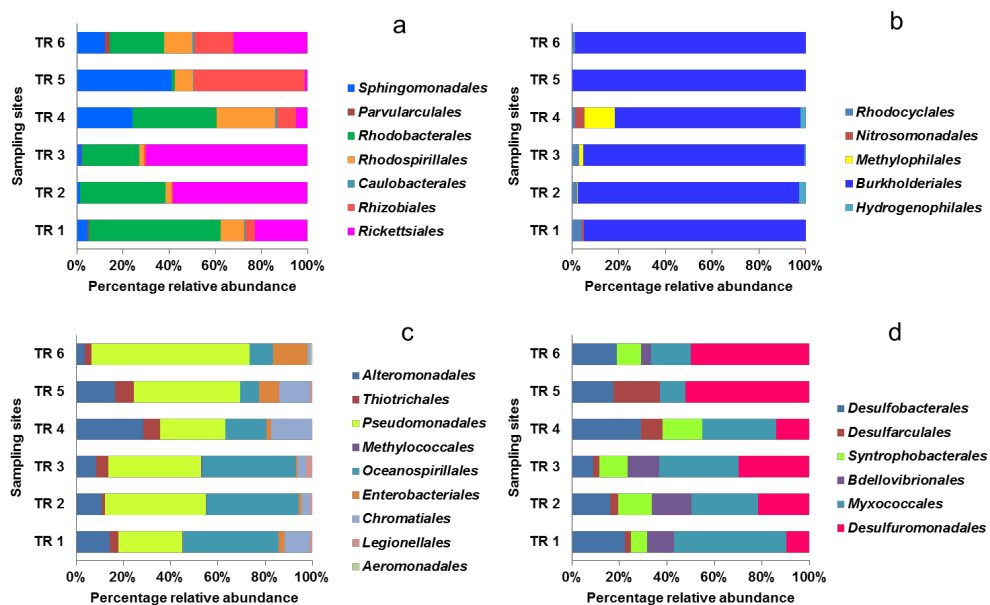 a
Sampling sites
TR 6
TR 5
TR 4
TR 3
TR 2
TR 1
0% 20% 40% 60% 80% 100%
Percentage relative abundance
Sphingomonadales
Parvularculales
Rhodobacterales
Rhodospirillales
Caulobacterales
Rhizobiales
Rickettsiales
b
Sampling sites
TR 6
TR 5
TR 4
TR 3
TR 2
TR 1
0% 20% 40% 60% 80% 100%
Percentage relative abundance
Rhodocyclales
Nitrosomonadales
Methylophilales
Burkholderiales
Hydrogenophilales
c
Sampling sites
TR 6
TR 5
TR 4
TR 3
TR 2
TR 1
0% 20% 40% 60% 80% 100%
Percentage relative abundance
Alteromonadales
Thiotrichales
Pseudomonadales
Methylococcales
Oceanospirillales
Enterobacteriales
Chromatiales
Legionellales
Aeromonadales
d
Sampling sites
TR 6
TR 5
TR 4
TR 3
TR 2
TR 1
0% 20% 40% 60% 80% 100%
Percentage relative abundance
Desulfobacterales
Desulfarculales
Syntrophobacterales
Bdellovibrionales
Myxococcales
Desulfuromonadales